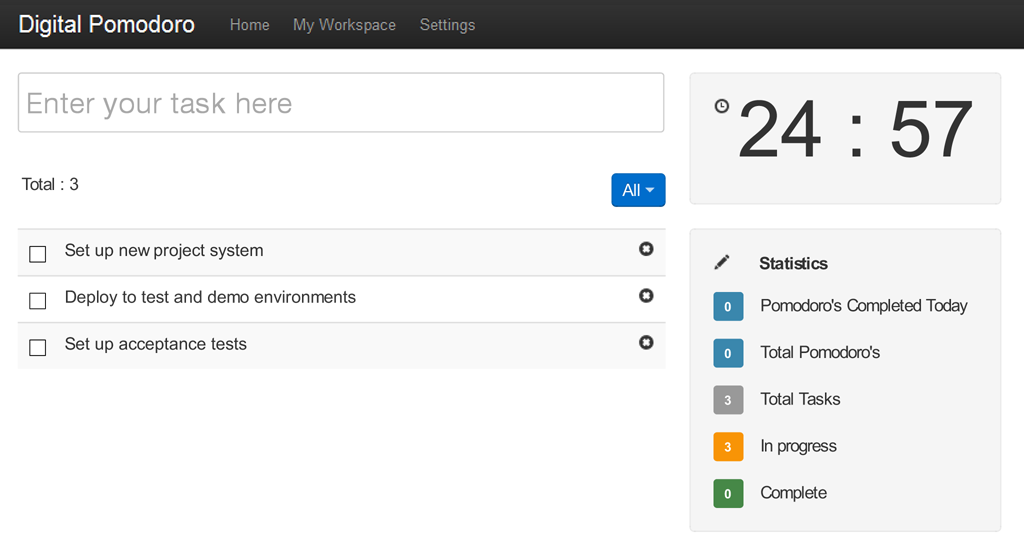 Digital Pomodoro Home My Workspace Settings
Enter your task here
24 : 57
Total : 3 All
Set up new project system
Deploy to test and demo environments
Set up acceptance tests
Statistics
0 Pomodoro's Completed Today
0 Total Pomodoro's
3 Total Tasks
3 In progress
0 Complete